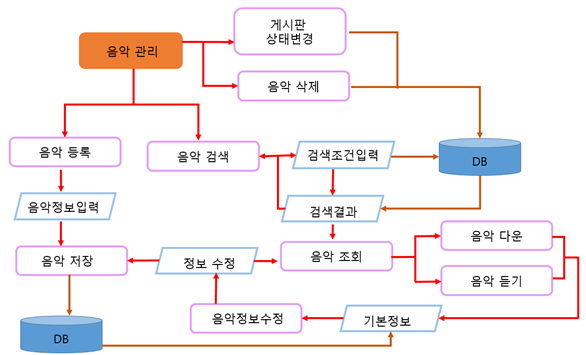 게시판
상태변경
음악 관리
음악 삭제
음악 등록
음악 검색
검색조건입력
DB
음악정보입력
검색결과
음악 다운
음악 저장
정보 수정
음악 조회
음악 듣기
음악정보수정
기본정보
DB